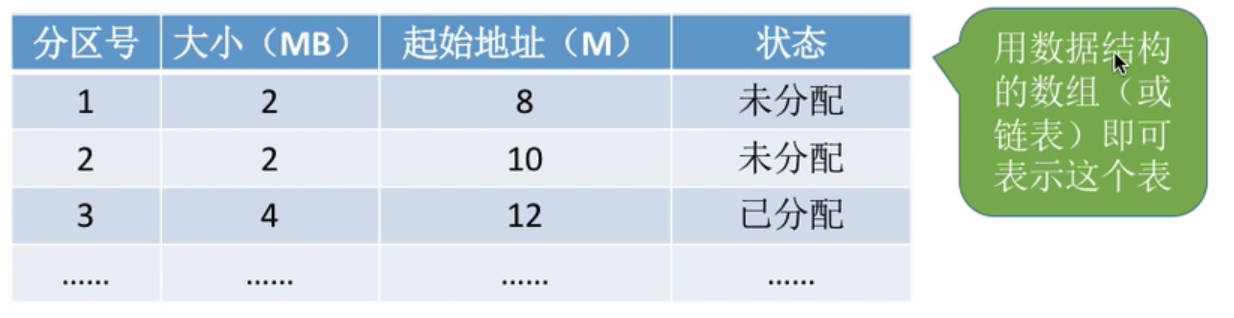 分区号 大小（MB） 起始地址（M） 状态
1 2 8 未分配
2 2 10 未分配
3 4 12 已分配
…… …… …… ……
用数据结构
的数组（或
链表）即可
表示这个表